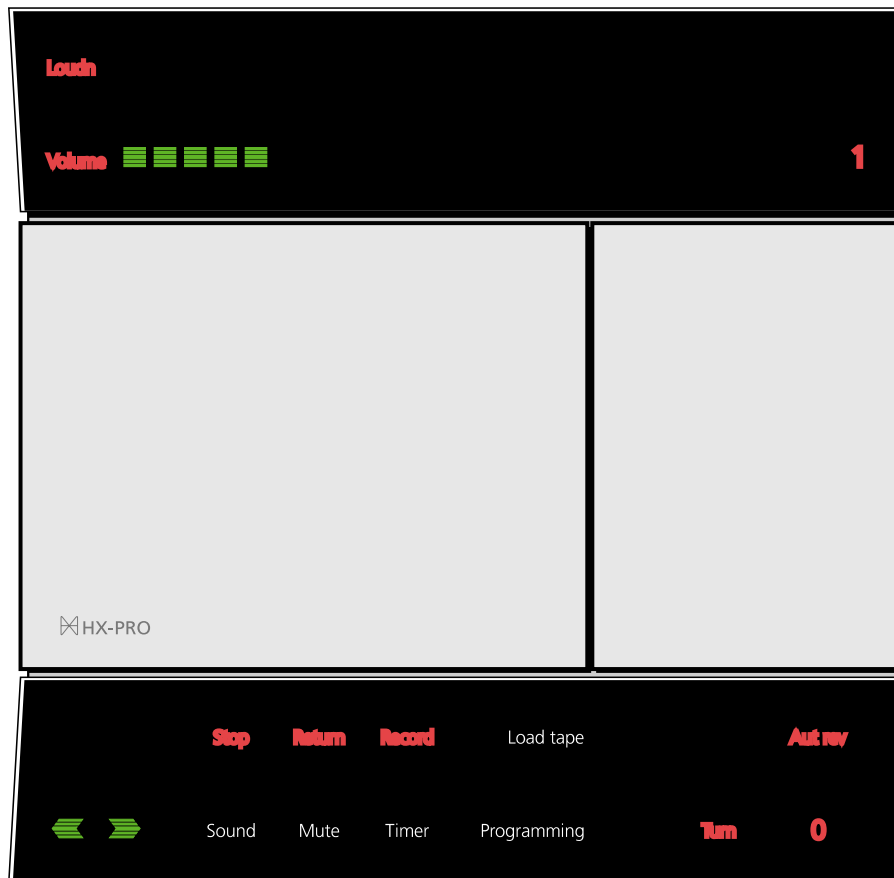 Loudn
Volume 1
HX-PRO
Stop Return Record Load tape Aut rev
Sound Mute Timer Programming Turn 0